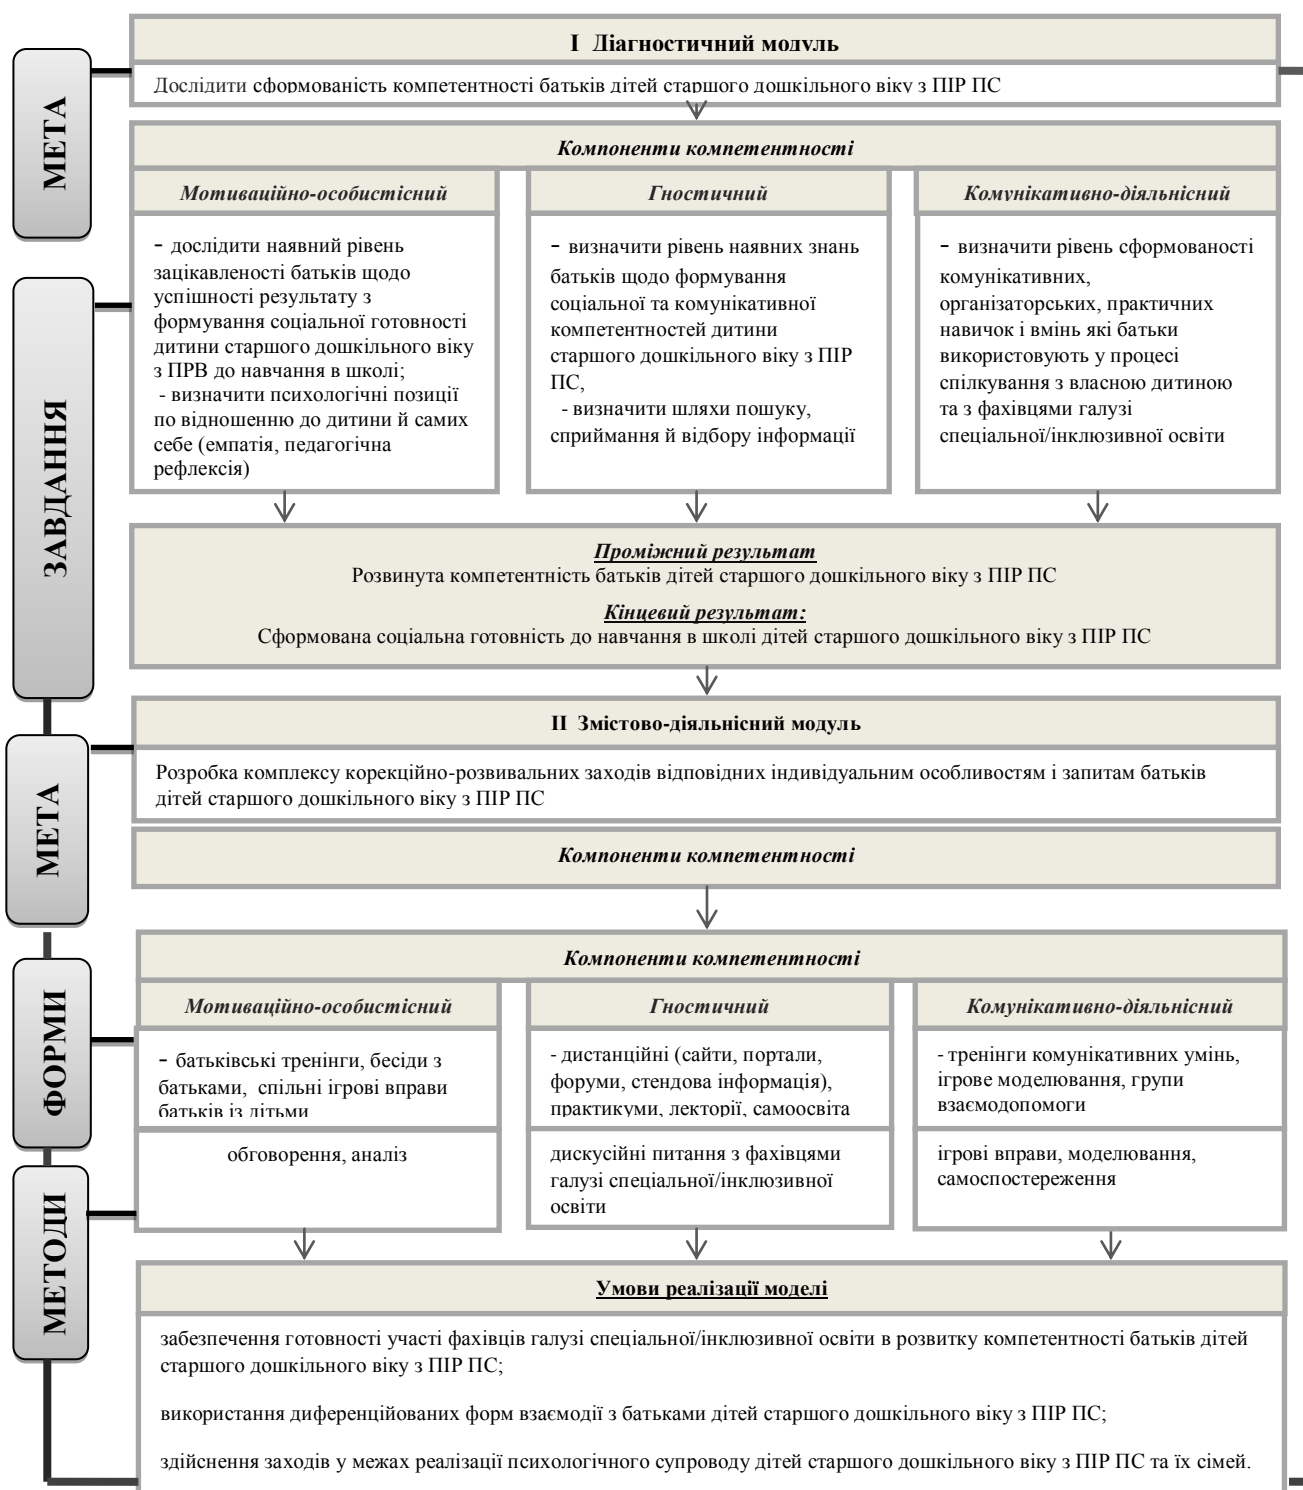 І Діагностичний модуль
МЕТА
Дослідити сформованість компетентності батьків дітей старшого дошкільного віку з ПІР ПС
Компоненти компетентності
Мотиваційно-особистісний
- дослідити наявний рівень
зацікавленості батьків щодо
успішності результату з
формування соціальної готовності
дитини старшого дошкільного віку
з ПРВ до навчання в школі;
- визначити психологічні позиції
по відношенню до дитини й самих
себе (емпатія, педагогічна
рефлексія)
Гностичний
- визначити рівень наявних знань
батьків щодо формування
соціальної та комунікативної
компетентностей дитини
старшого дошкільного віку з ПІР
ПС,
- визначити шляхи пошуку,
сприймання й відбору інформації
Комунікативно-діяльнісний
- визначити рівень сформованості
комунікативних,
організаторських, практичних
навичок і вмінь які батьки
використовують у процесі
спілкування з власною дитиною
та з фахівцями галузі
спеціальної/інклюзивної освіти
ЗАВДАННЯ
Проміжний результат
Розвинута компетентність батьків дітей старшого дошкільного віку з ПІР ПС
Кінцевий результат:
Сформована соціальна готовність до навчання в школі дітей старшого дошкільного віку з ПІР ПС
ІІ Змістово-діяльнісний модуль
МЕТА
Розробка комплексу корекційно-розвивальних заходів відповідних індивідуальним особливостям і запитам батьків
дітей старшого дошкільного віку з ПІР ПС
Компоненти компетентності
Компоненти компетентності
ФОРМИ
Мотиваційно-особистісний
- батьківські тренінги, бесіди з
батьками, спільні ігрові вправи
батьків із дітьми
Гностичний
- дистанційні (сайти, портали,
форуми, стендова інформація),
практикуми, лекторії, самоосвіта
Комунікативно-діяльнісний
- тренінги комунікативних умінь,
ігрове моделювання, групи
взаємодопомоги
МЕТОДИ
обговорення, аналіз
дискусійні питання з фахівцями
галузі спеціальної/інклюзивної
освіти
ігрові вправи, моделювання,
самоспостереження
Умови реалізації моделі
забезпечення готовності участі фахівців галузі спеціальної/інклюзивної освіти в розвитку компетентності батьків дітей
старшого дошкільного віку з ПІР ПС;
використання диференційованих форм взаємодії з батьками дітей старшого дошкільного віку з ПІР ПС;
здійснення заходів у межах реалізації психологічного супроводу дітей старшого дошкільного віку з ПІР ПС та їх сімей.